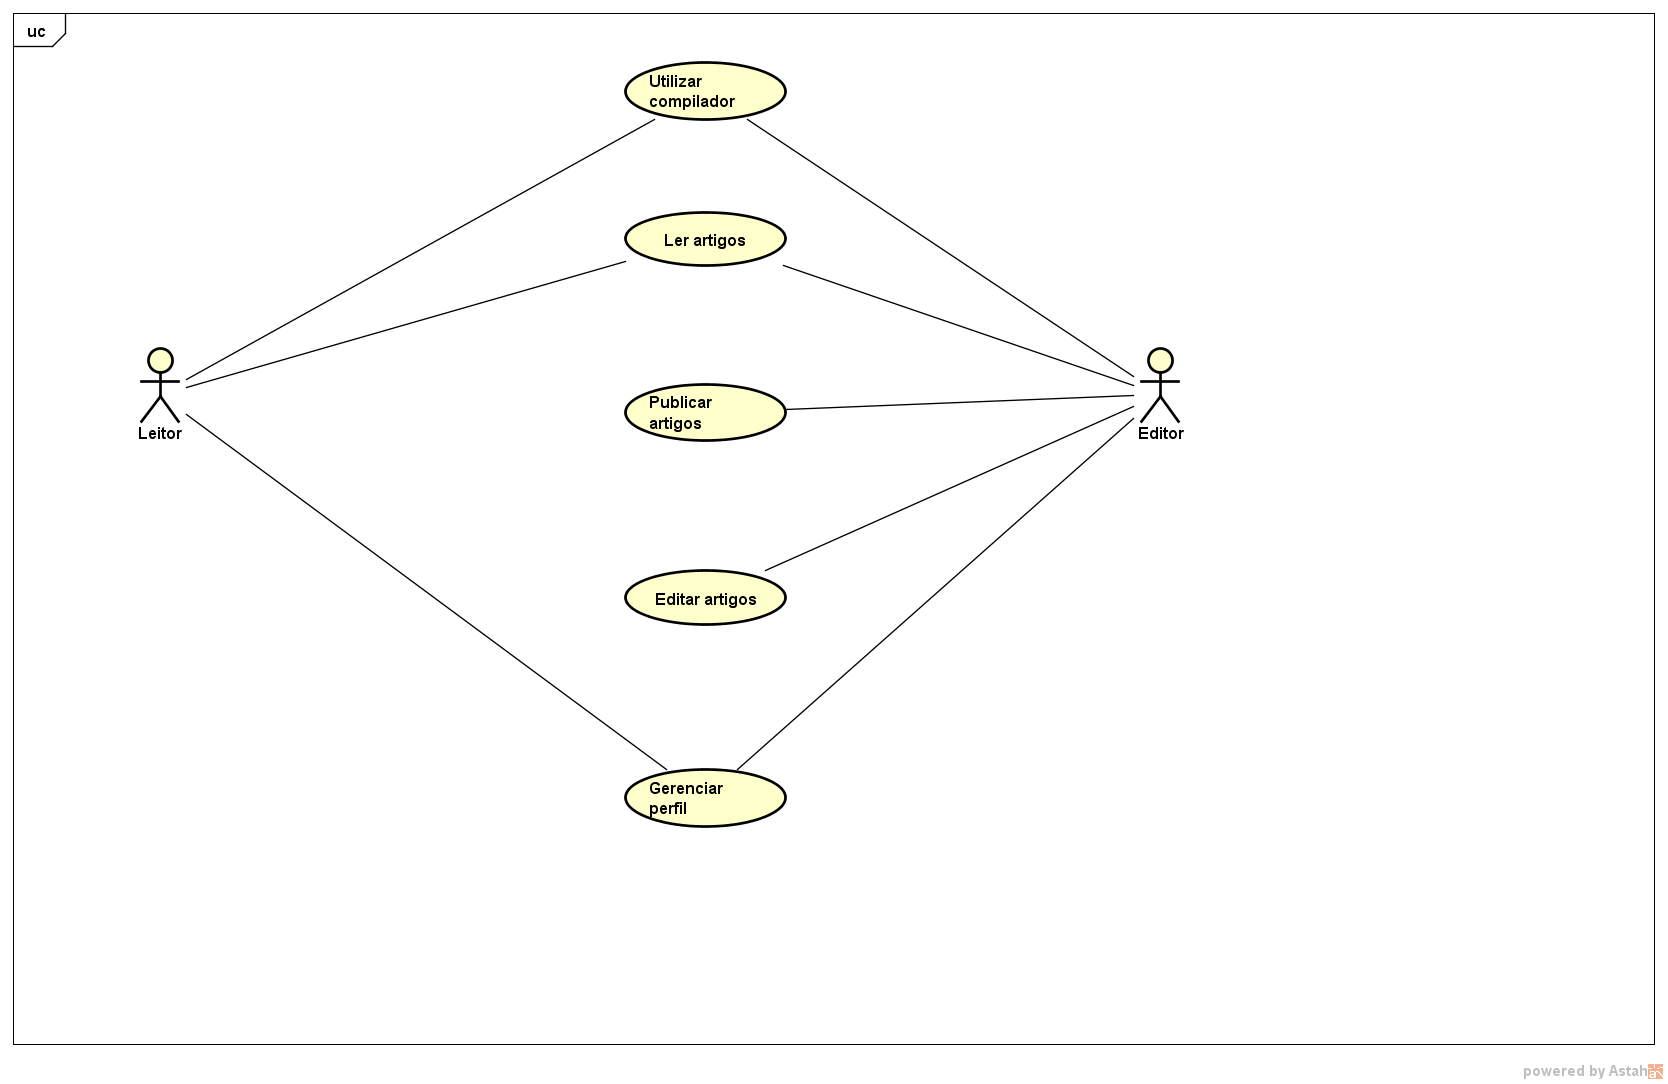 uc
Utilizar
compilador
Ler artigos
Leitor
Publicar
artigos
Editor
Editar artigos
Gerenciar
perfil
powered by Astah